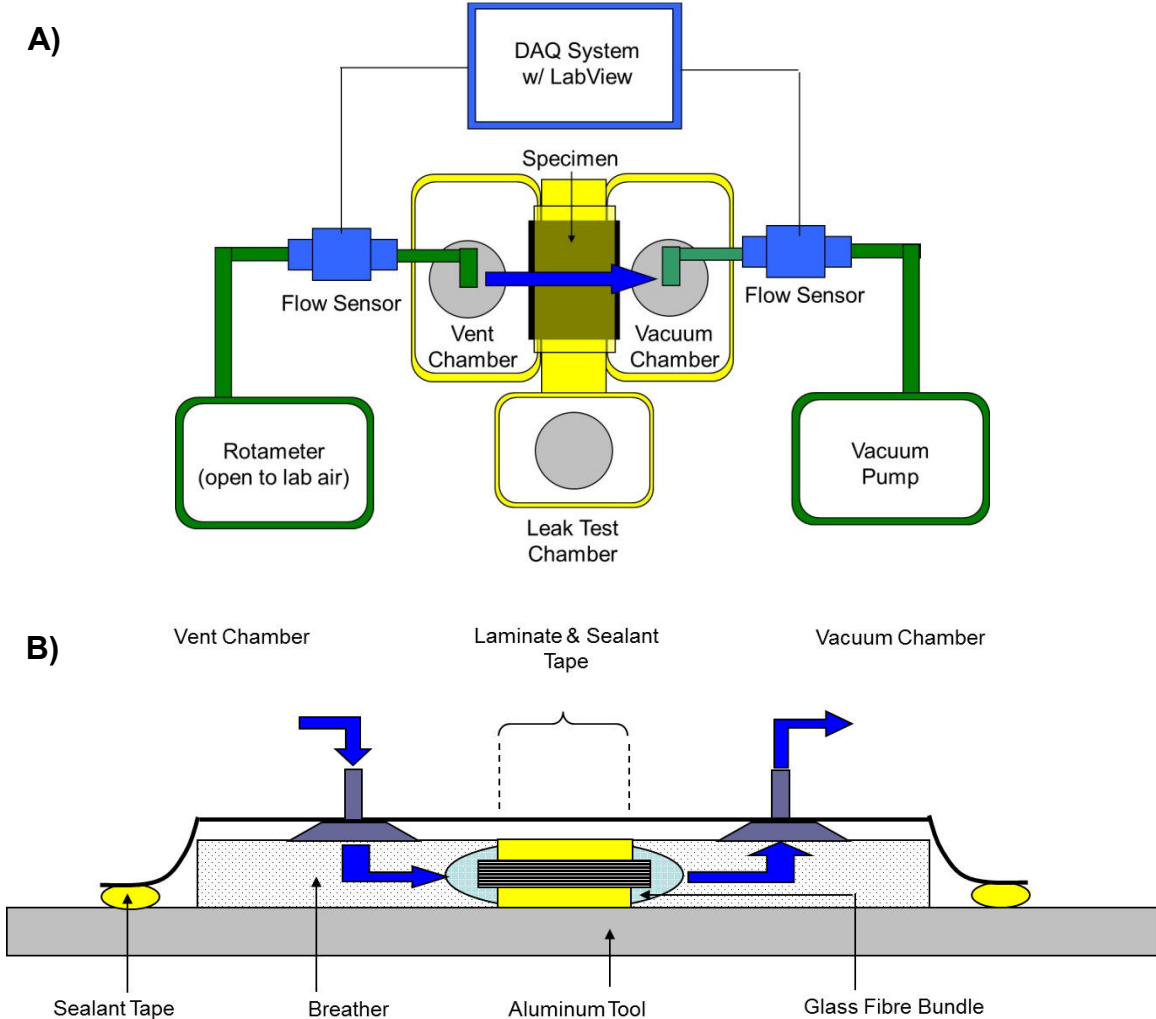 A)
DAQ System
w/ LabView
Specimen
Flow Sensor
Flow Sensor
Vent
Chamber
Vacuum
Chamber
Rotameter
(open to lab air)
Vacuum
Pump
Leak Test
Chamber
B)
Vent Chamber
Laminate & Sealant
Tape
Vacuum Chamber
Sealant Tape
Breather
Aluminum Tool
Glass Fibre Bundle